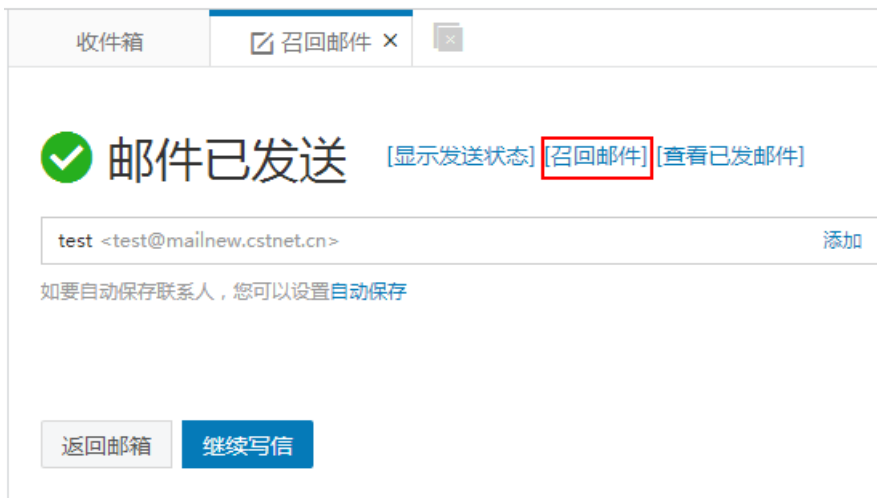 收件箱 召回邮件
邮件已发送 [显示发送状态] [召回邮件] [查看已发邮件]
test <test@mailnew.cstnet.cn> 添加
如要自动保存联系人，您可以设置自动保存
返回邮箱 继续写信